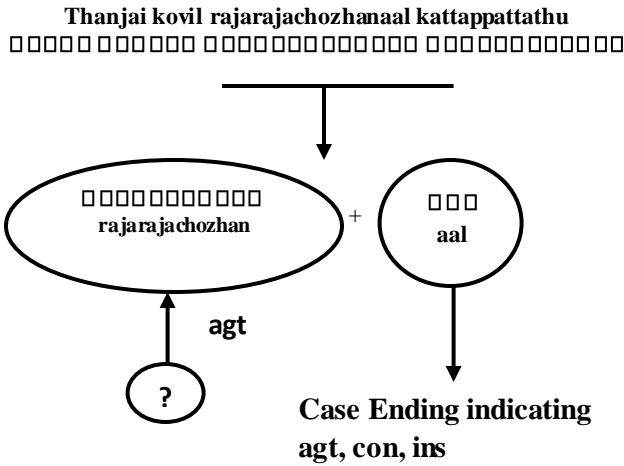 Thanjai kovil rajarajachozhanaal kattappattathu
rajarajachozhan
+
aal
agt
?
Case Ending indicating
agt, con, ins